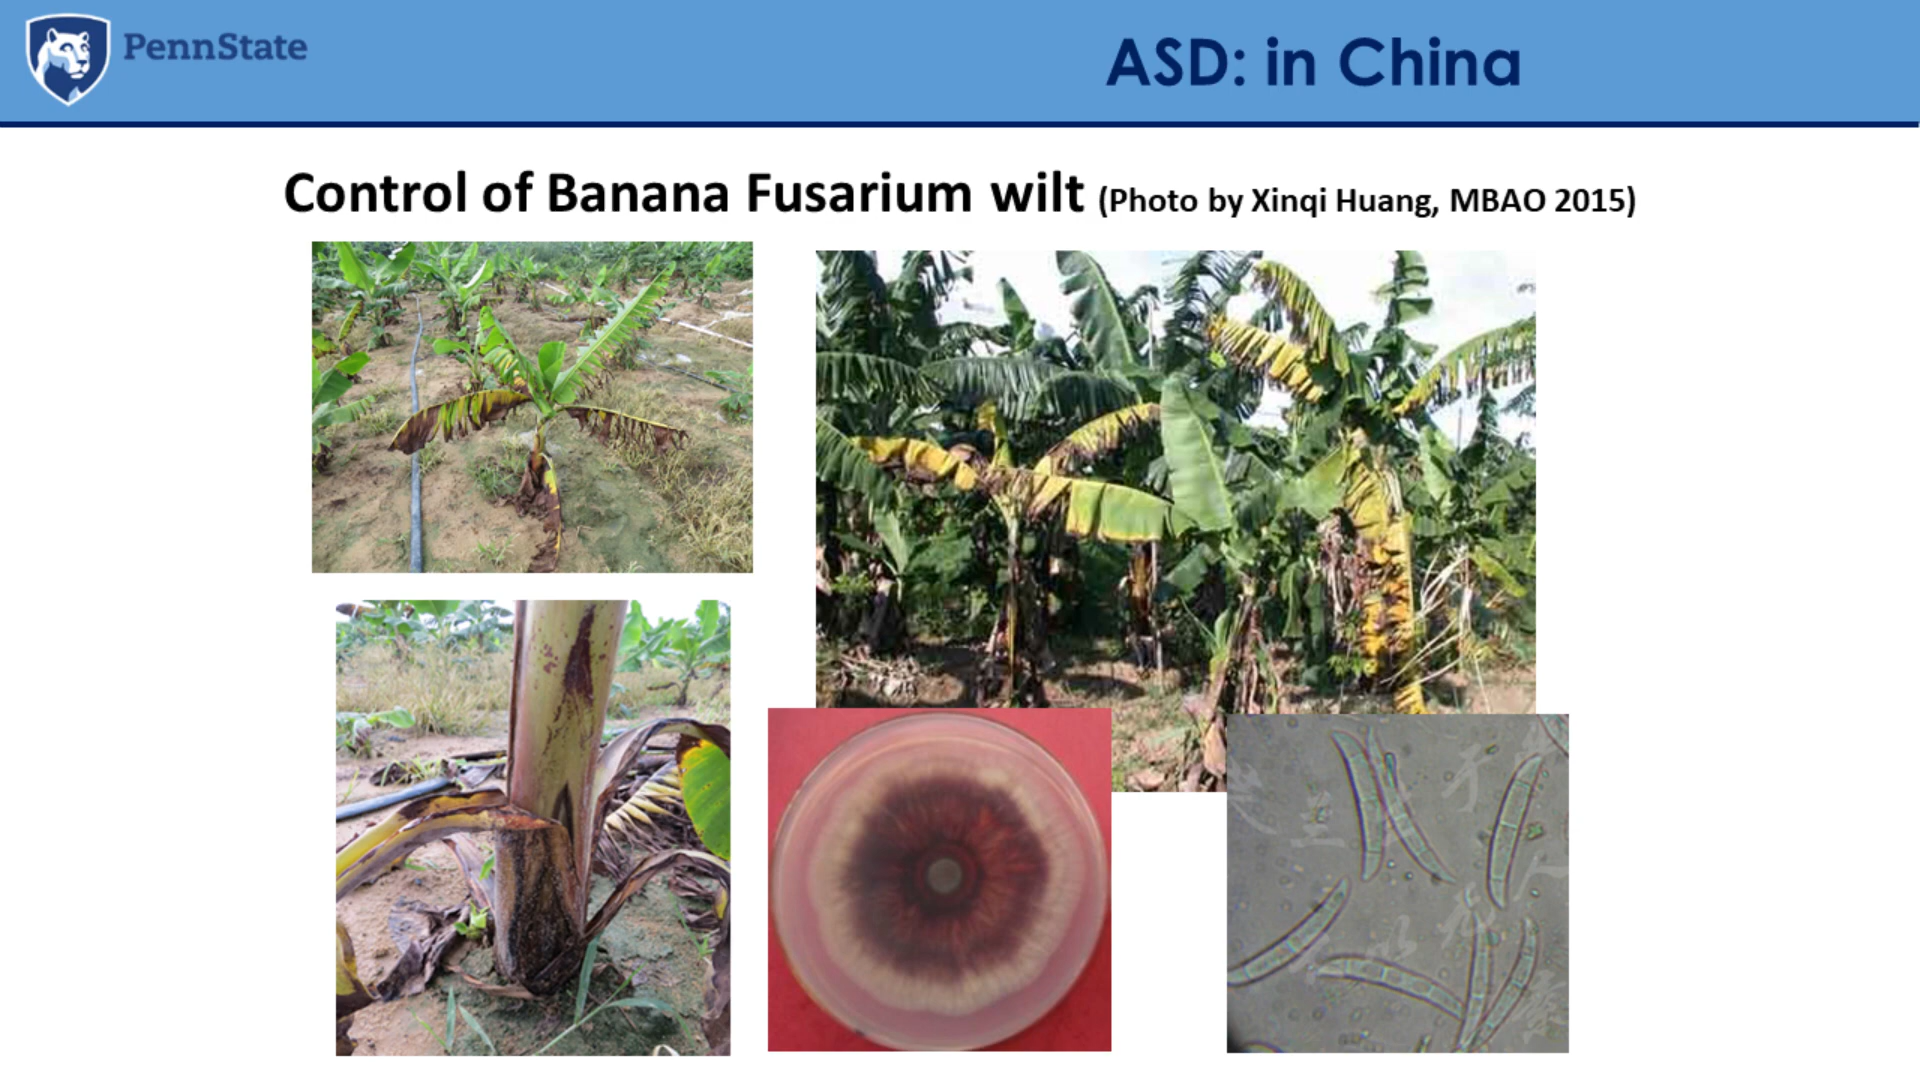 PennState
ASD: in China
Control of Banana Fusarium wilt (Photo by Xinqi Huang, MBAO 2015)